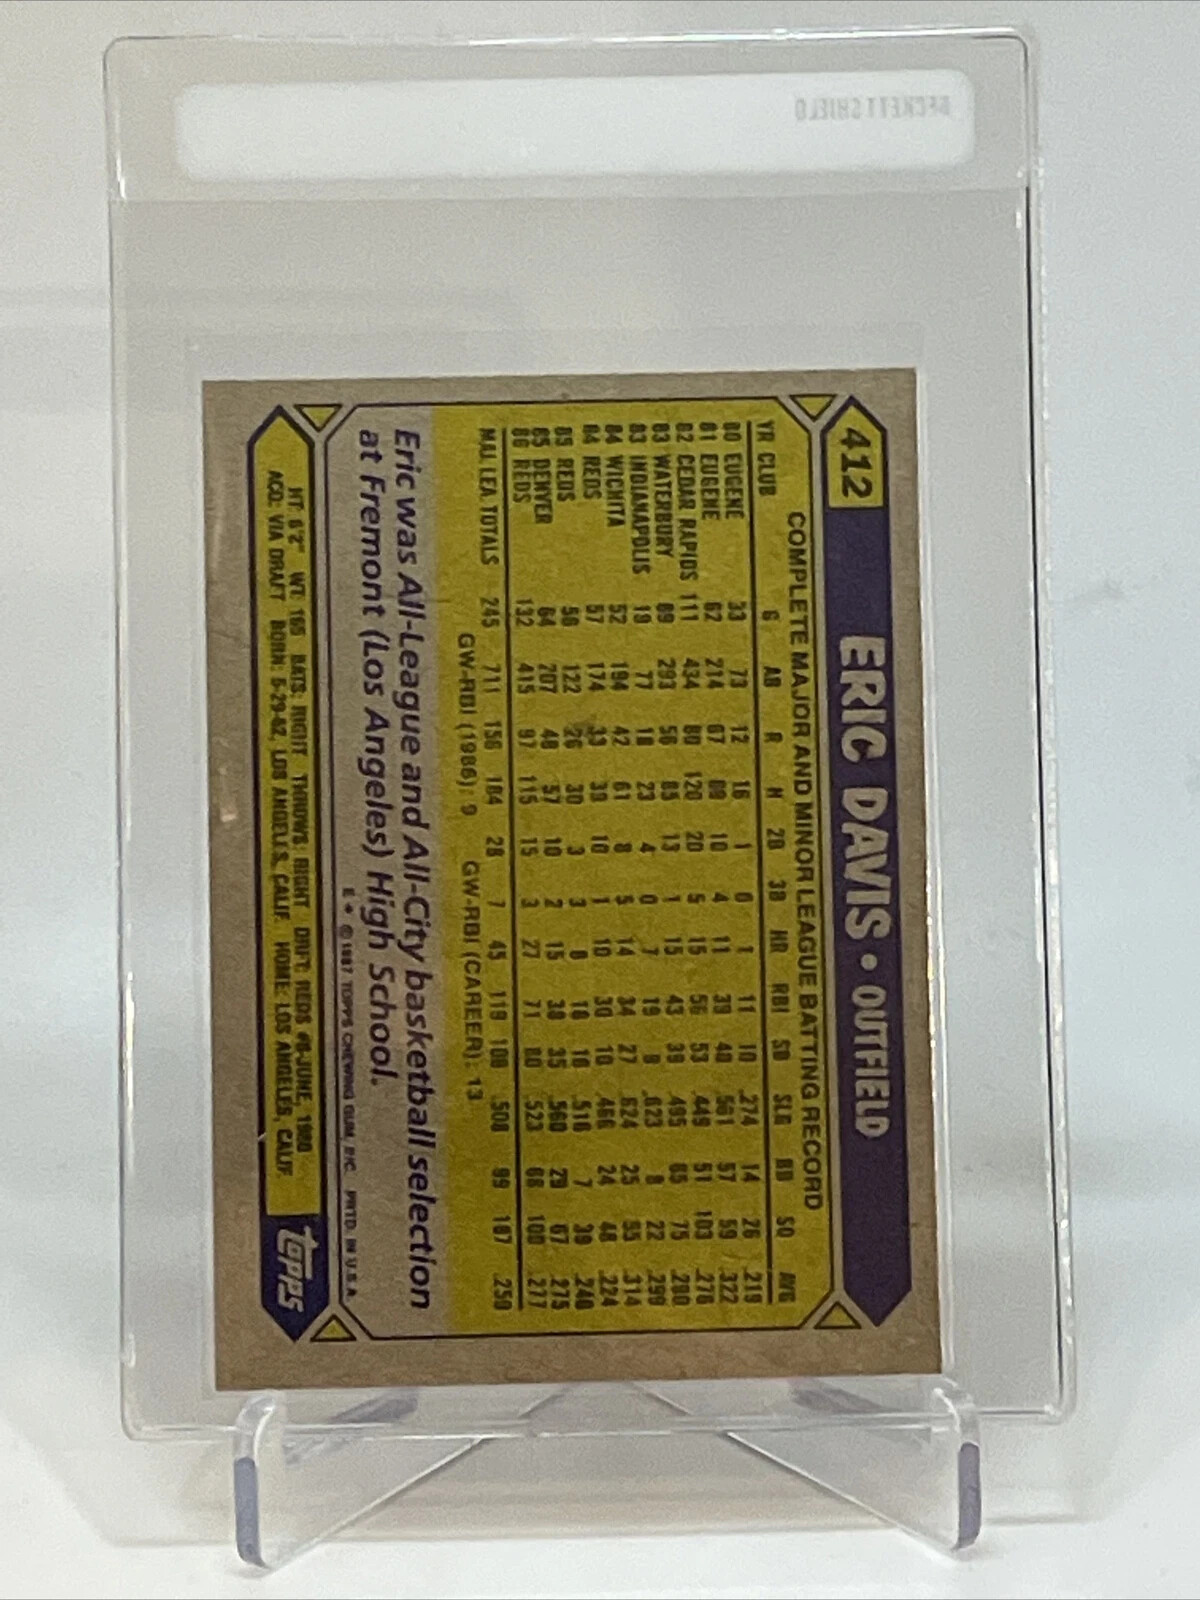 412 ERIC DAVIS • OUTFIELD
COMPLETE MAJOR AND MINOR LEAGUE BATTING RECORD
YR CLUB G AB R H 2B 3B HR RBI SB SLG BB SO AVG
80 EUGENE 33 73 12 16 1 0 1 11 10 .274 14 26 .219
81 EUGENE 62 214 67 69 10 4 11 39 40 .561 57 59 .322
82 CEDAR RAPIDS 111 434 80 120 20 5 15 56 53 .449 51 103 .276
83 WATERBURY 89 293 56 85 13 1 15 43 39 .495 65 75 .290
83 INDIANAPOLIS 19 77 18 23 4 0 7 19 9 .623 8 22 .299
84 WICHITA 52 194 42 61 8 5 14 34 27 .624 25 55 .314
84 REDS 57 174 33 39 10 1 10 30 10 .466 24 48 .224
85 REDS 56 122 26 30 3 3 8 18 16 .516 7 39 .246
85 DENVER 64 207 48 57 10 2 15 38 35 .560 29 67 .275
86 REDS 132 415 97 115 15 3 27 71 80 .523 68 100 .277
MAJ LEA TOTALS 245 711 156 184 28 7 45 119 .508 99 187 .259
GW-RBI (1986): 9 GW-RBI (CAREER): 13
Eric was All-League and All-City basketball selection
at Fremont (Los Angeles) High School.
© 1987 TOPPS CHEWING GUM, INC. PRTD. IN U.S.A.
HT: 6'2" WT: 165 BATS: RIGHT THROWS: RIGHT DRFT: REDS #8-JUNE, 1980
ACQ: VIA DRAFT BORN: 5-29-62, LOS ANGELES, CALIF. HOME: LOS ANGELES, CALIF.
topps